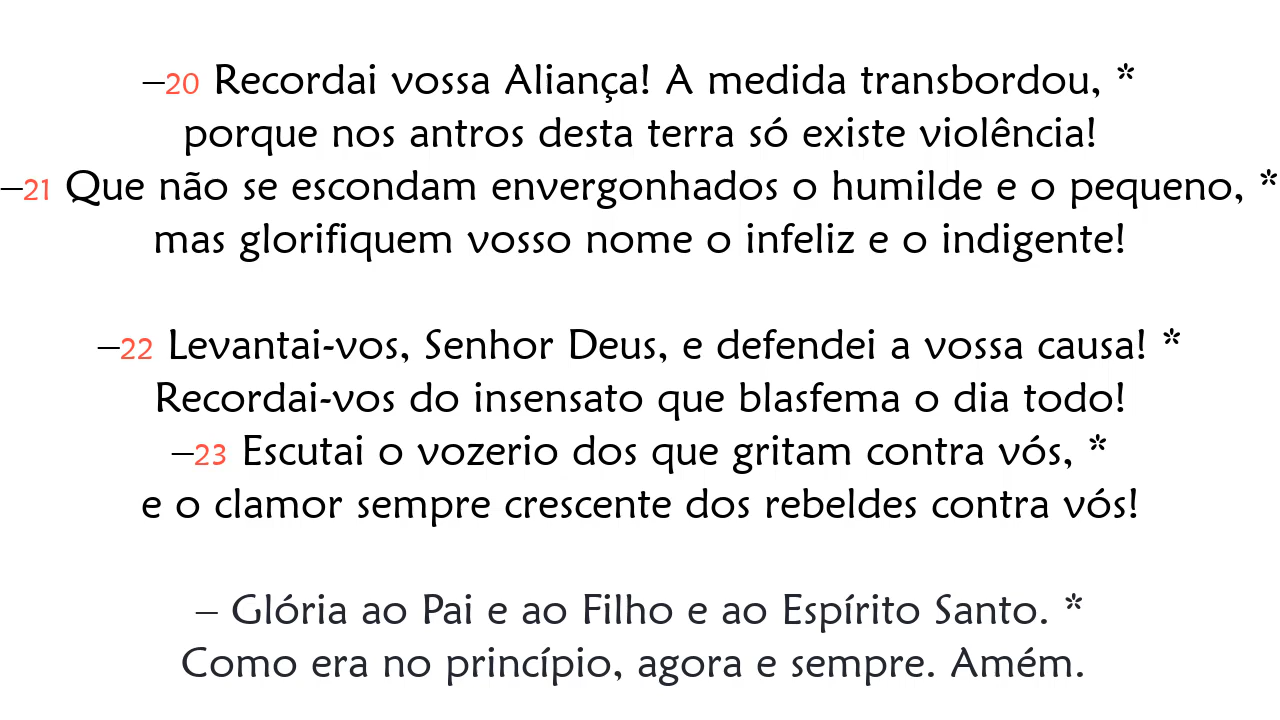 –20 Recordai vossa Aliança! A medida transbordou, *
porque nos antros desta terra só existe violência!
–21 Que não se escondam envergonhados o humilde e o pequeno, *
mas glorifiquem vosso nome o infeliz e o indigente!
–22 Levantai-vos, Senhor Deus, e defendei a vossa causa! *
Recordai-vos do insensato que blasfema o dia todo!
–23 Escutai o vozerio dos que gritam contra vós, *
e o clamor sempre crescente dos rebeldes contra vós!
– Glória ao Pai e ao Filho e ao Espírito Santo. *
Como era no princípio, agora e sempre. Amém.